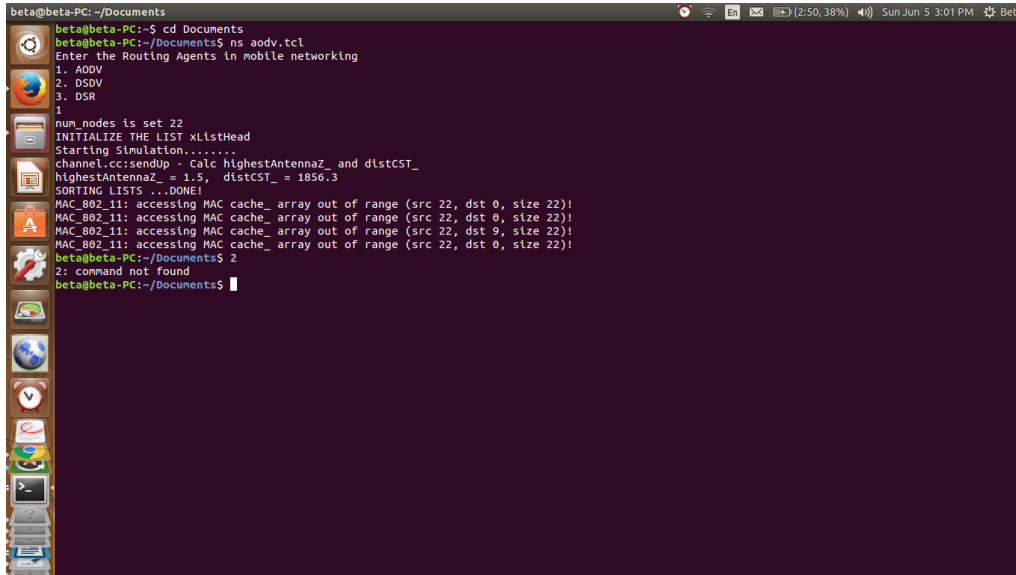 beta@beta-PC: ~/Documents
En
(2:50, 38%)
Sun Jun 5 3:01 PM
Bet
beta@beta-PC:~$ cd Documents
beta@beta-PC:~/Documents$ ns aodv.tcl
Enter the Routing Agents in mobile networking
1. AODV
2. DSDV
3. DSR
1
num_nodes is set 22
INITIALIZE THE LIST xListHead
Starting Simulation........
channel.cc:sendUp - Calc highestAntennaZ_ and distCST_
highestAntennaZ_ = 1.5,  distCST_ = 1856.3
SORTING LISTS ...DONE!
MAC_802_11: accessing MAC cache_ array out of range (src 22, dst 0, size 22)!
MAC_802_11: accessing MAC cache_ array out of range (src 22, dst 0, size 22)!
MAC_802_11: accessing MAC cache_ array out of range (src 22, dst 9, size 22)!
MAC_802_11: accessing MAC cache_ array out of range (src 22, dst 0, size 22)!
beta@beta-PC:~/Documents$ 2
2: command not found
beta@beta-PC:~/Documents$